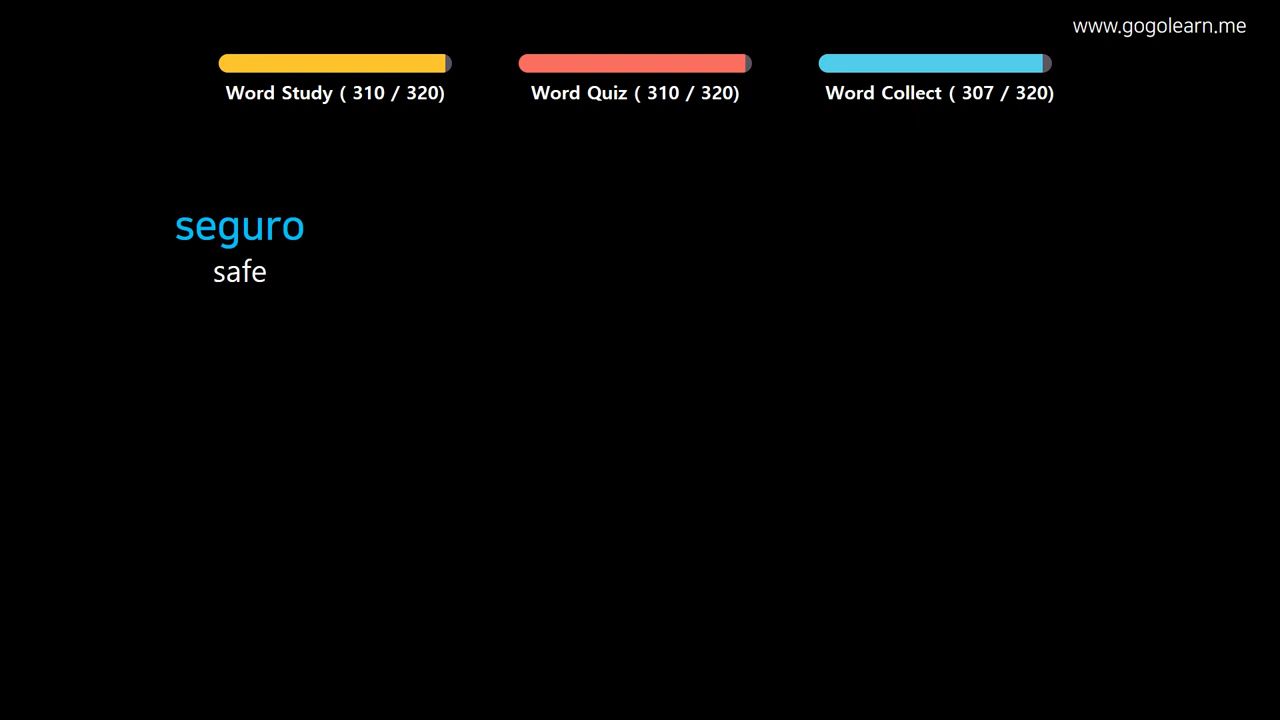 www.gogolearn.me
Word Study ( 310 / 320)
Word Quiz ( 310 / 320)
Word Collect ( 307 / 320)
seguro
safe